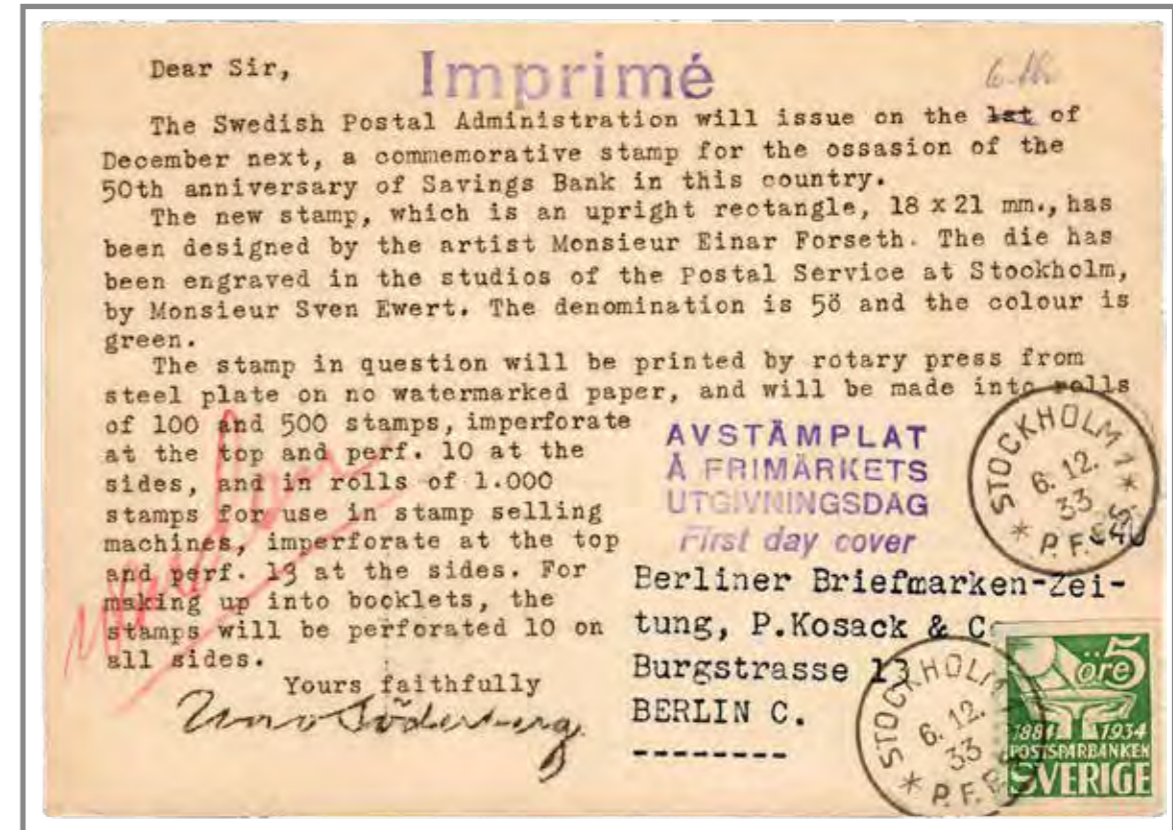 Dear Sir,
Imprimé
6. th
The Swedish Postal Administration will issue on the 1st of
December next, a commemorative stamp for the ossasion of the
50th anniversary of Savings Bank in this country.
The new stamp, which is an upright rectangle, 18 x 21 mm., has
been designed by the artist Monsieur Einar Forseth. The die has
been engraved in the studios of the Postal Service at Stockholm,
by Monsieur Sven Ewert. The denomination is 5ö and the colour is
green.
The stamp in question will be printed by rotary press from
steel plate on no watermarked paper, and will be made into rolls
of 100 and 500 stamps, imperforate
at the top and perf. 10 at the
sides, and in rolls of 1.000
stamps for use in stamp selling
machines, imperforate at the top
and perf. 13 at the sides. For
making up into booklets, the
stamps will be perforated 10 on
all sides.
Yours faithfully
Söderberg
AVSTÄMPLAT
Å FRIMÄRKETS
UTGIVNINGSDAG
First day cover
STOCKHOLM 1
6. 12.
33
P. F.
Berliner Briefmarken-Zei-
tung, P.Kosack & Co
Burgstrasse 13
BERLIN C.
STOCKHOLM
6. 12.
33
P. F.
5
öre
1884 1934
POSTSPARBANKEN
SVERIGE